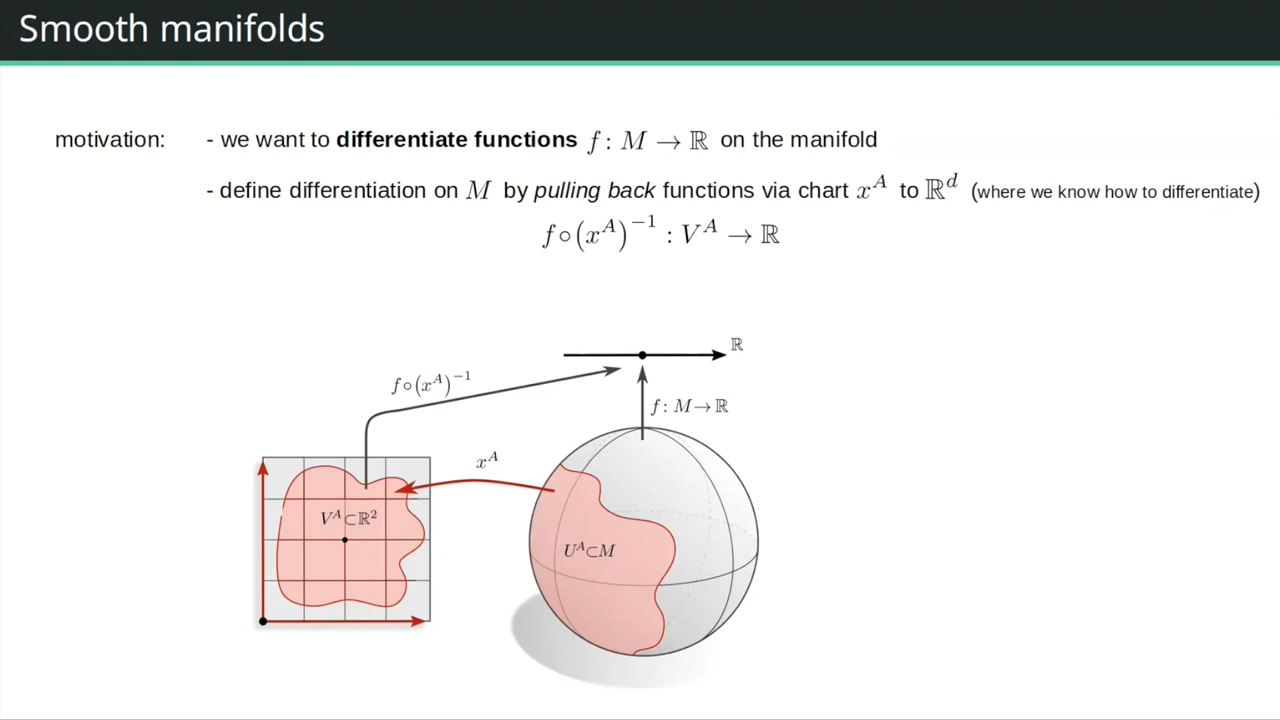 Smooth manifolds
motivation: - we want to differentiate functions f : M → ℝ on the manifold
- define differentiation on M by pulling back functions via chart x^A to ℝ^d (where we know how to differentiate)
f∘(x^A)^{-1} : V^A → ℝ
ℝ
f∘(x^A)^{-1}
f : M→ℝ
x^A
V^A⊂ℝ^2
U^A⊂M